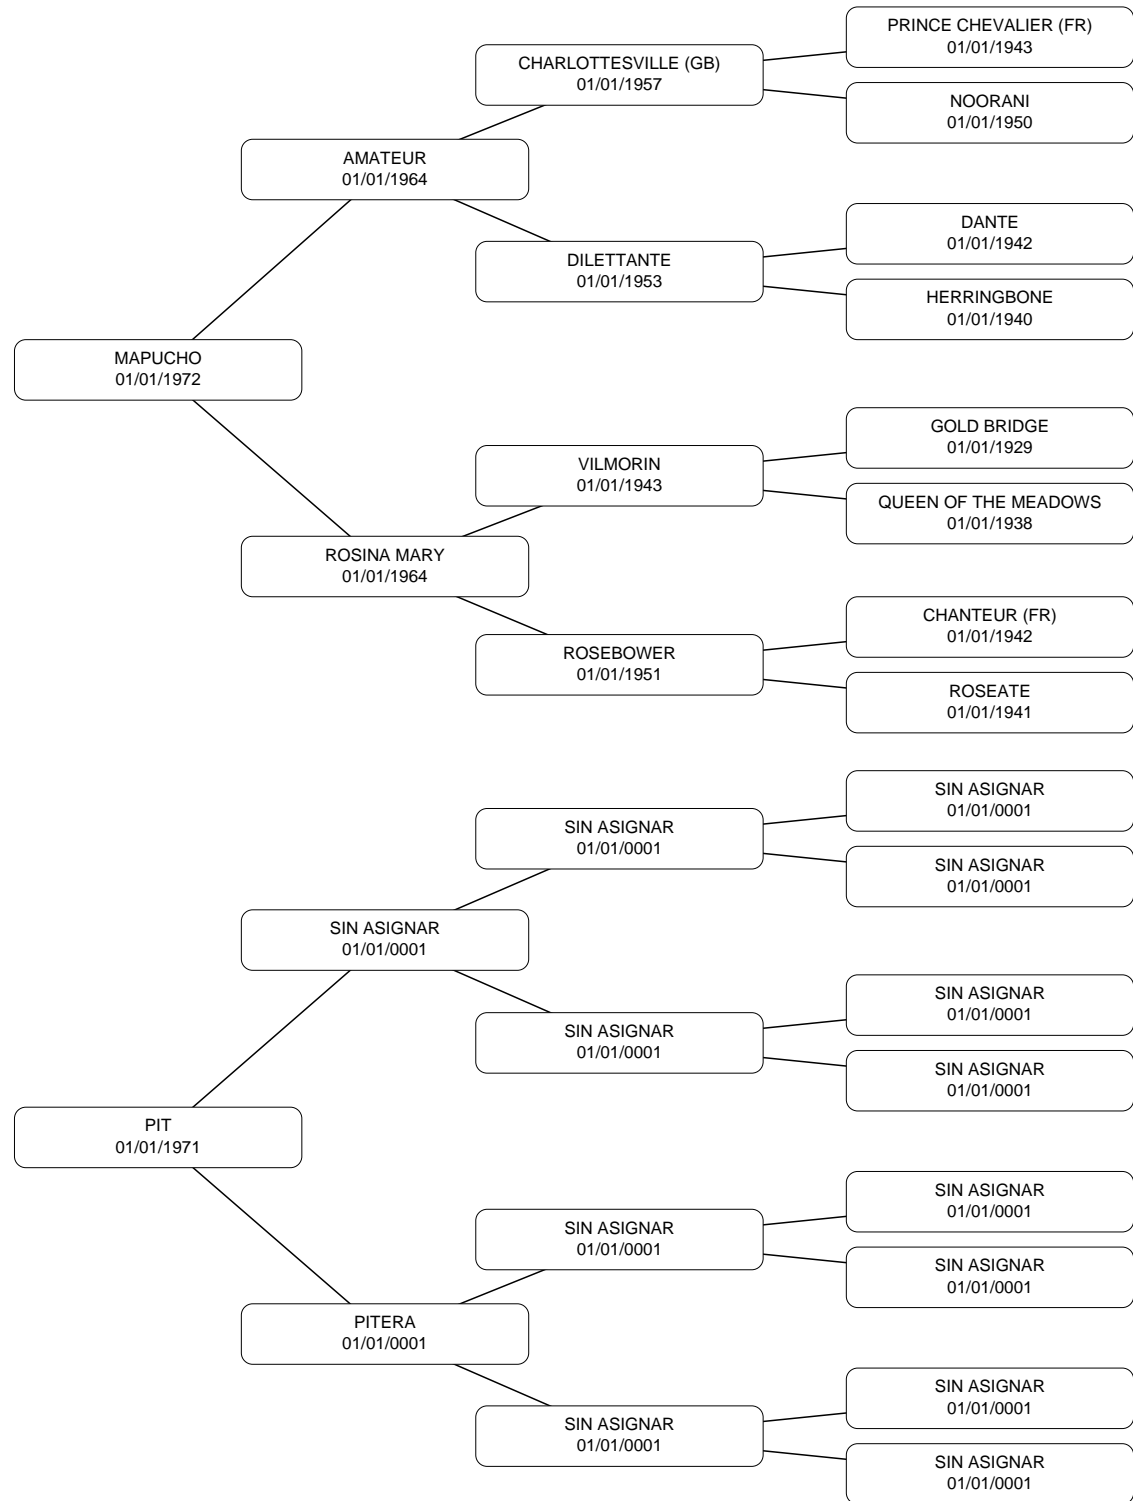 PRINCE CHEVALIER (FR)
01/01/1943
CHARLOTTESVILLE (GB)
01/01/1957
NOORANI
01/01/1950
AMATEUR
01/01/1964
DANTE
01/01/1942
DILETTANTE
01/01/1953
HERRINGBONE
01/01/1940
MAPUCHO
01/01/1972
GOLD BRIDGE
01/01/1929
VILMORIN
01/01/1943
QUEEN OF THE MEADOWS
01/01/1938
ROSINA MARY
01/01/1964
CHANTEUR (FR)
01/01/1942
ROSEBOWER
01/01/1951
ROSEATE
01/01/1941
SIN ASIGNAR
01/01/0001
SIN ASIGNAR
01/01/0001
SIN ASIGNAR
01/01/0001
SIN ASIGNAR
01/01/0001
SIN ASIGNAR
01/01/0001
SIN ASIGNAR
01/01/0001
SIN ASIGNAR
01/01/0001
PIT
01/01/1971
SIN ASIGNAR
01/01/0001
SIN ASIGNAR
01/01/0001
SIN ASIGNAR
01/01/0001
PITERA
01/01/0001
SIN ASIGNAR
01/01/0001
SIN ASIGNAR
01/01/0001
SIN ASIGNAR
01/01/0001